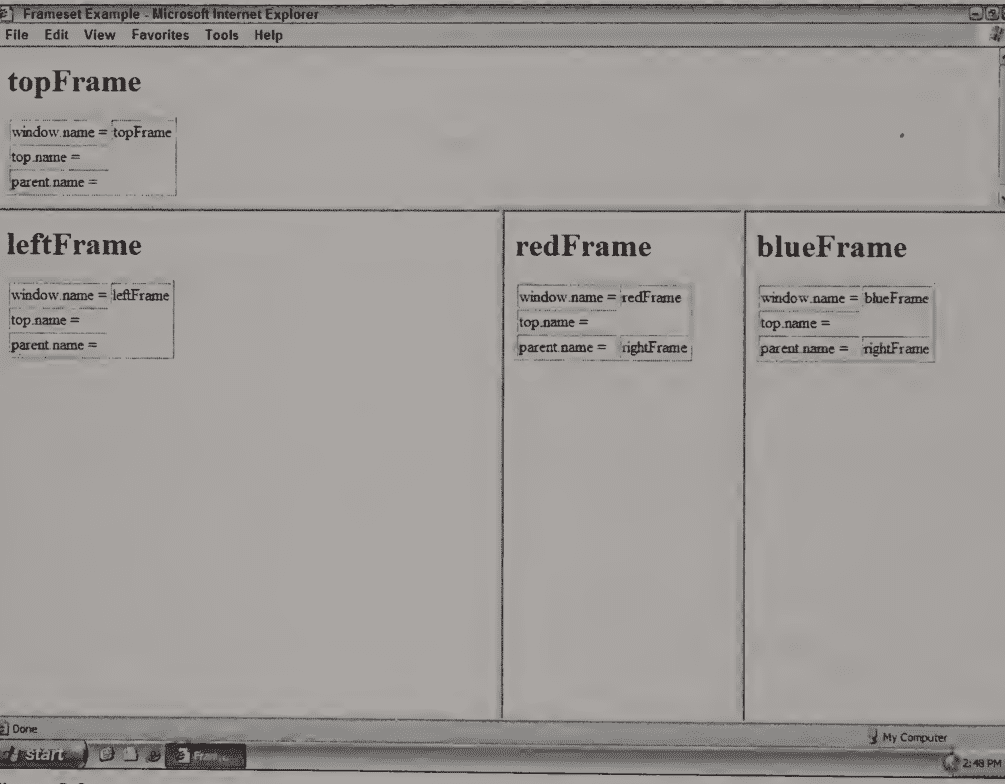 Frameset Example - Microsoft Internet Explorer
File Edit View Favorites Tools Help
topFrame
window.name = topFrame
top.name =
parent.name =
leftFrame
window.name = leftFrame
top.name =
parent.name =
redFrame
window.name = redFrame
top.name =
parent.name = rightFrame
blueFrame
window.name = blueFrame
top.name =
parent.name = rightFrame
Done
My Computer
start
2:48 PM